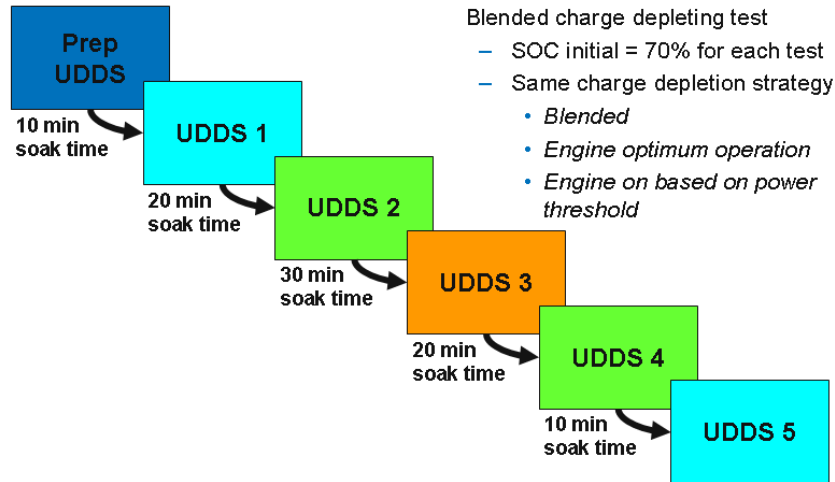 Blended charge depleting test
– SOC initial = 70% for each test
– Same charge depletion strategy
• Blended
• Engine optimum operation
• Engine on based on power
threshold
Prep
UDDS
10 min
soak time
UDDS 1
20 min
soak time
UDDS 2
30 min
soak time
UDDS 3
20 min
soak time
UDDS 4
10 min
soak time
UDDS 5